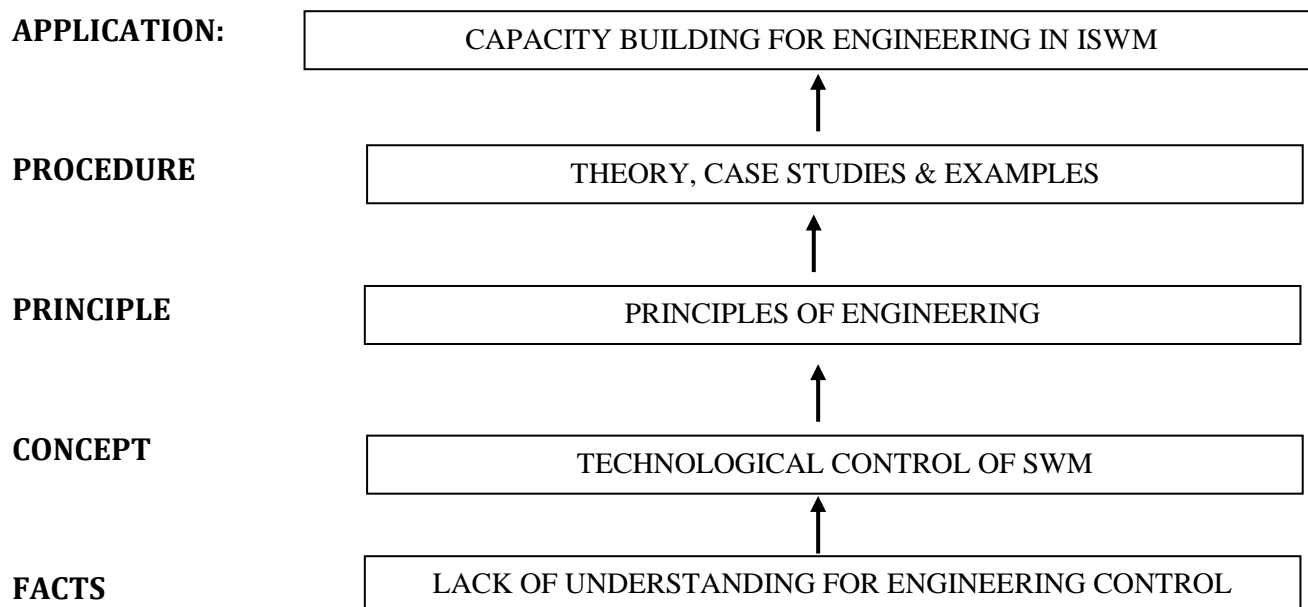 APPLICATION: CAPACITY BUILDING FOR ENGINEERING IN ISWM
PROCEDURE THEORY, CASE STUDIES & EXAMPLES
PRINCIPLE PRINCIPLES OF ENGINEERING
CONCEPT TECHNOLOGICAL CONTROL OF SWM
FACTS LACK OF UNDERSTANDING FOR ENGINEERING CONTROL